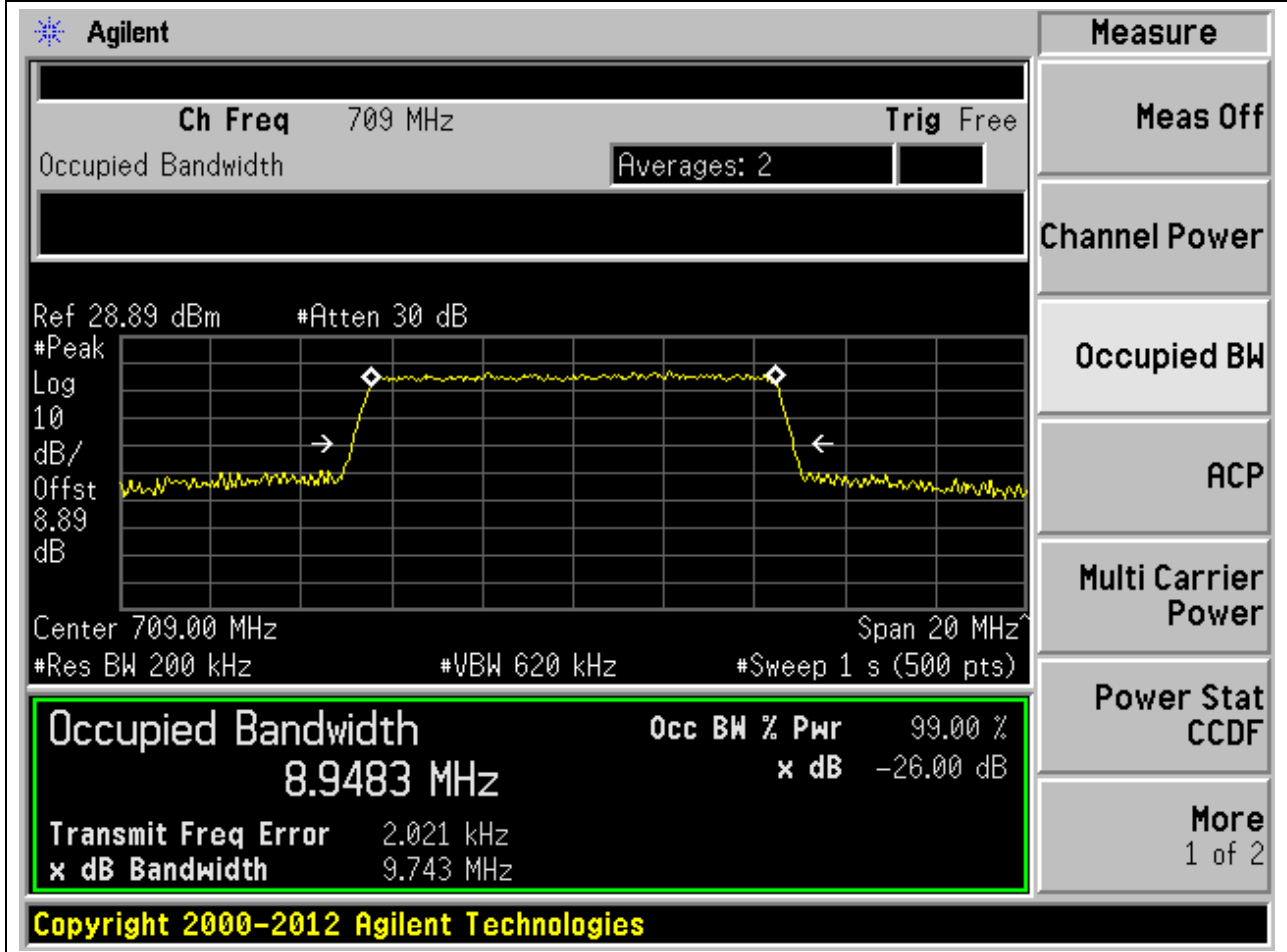 Agilent
Measure
Ch Freq 709 MHz Trig Free
Occupied Bandwidth Averages: 2
Ref 28.89 dBm #Atten 30 dB
#Peak
Log
10
dB/
Offst
8.89
dB
Center 709.00 MHz Span 20 MHz^
#Res BW 200 kHz #VBW 620 kHz #Sweep 1 s (500 pts)
Occupied Bandwidth
8.9483 MHz
Occ BW % Pwr 99.00 %
x dB -26.00 dB
Transmit Freq Error 2.021 kHz
x dB Bandwidth 9.743 MHz
Copyright 2000-2012 Agilent Technologies
Meas Off
Channel Power
Occupied BW
ACP
Multi Carrier
Power
Power Stat
CCDF
More
1 of 2